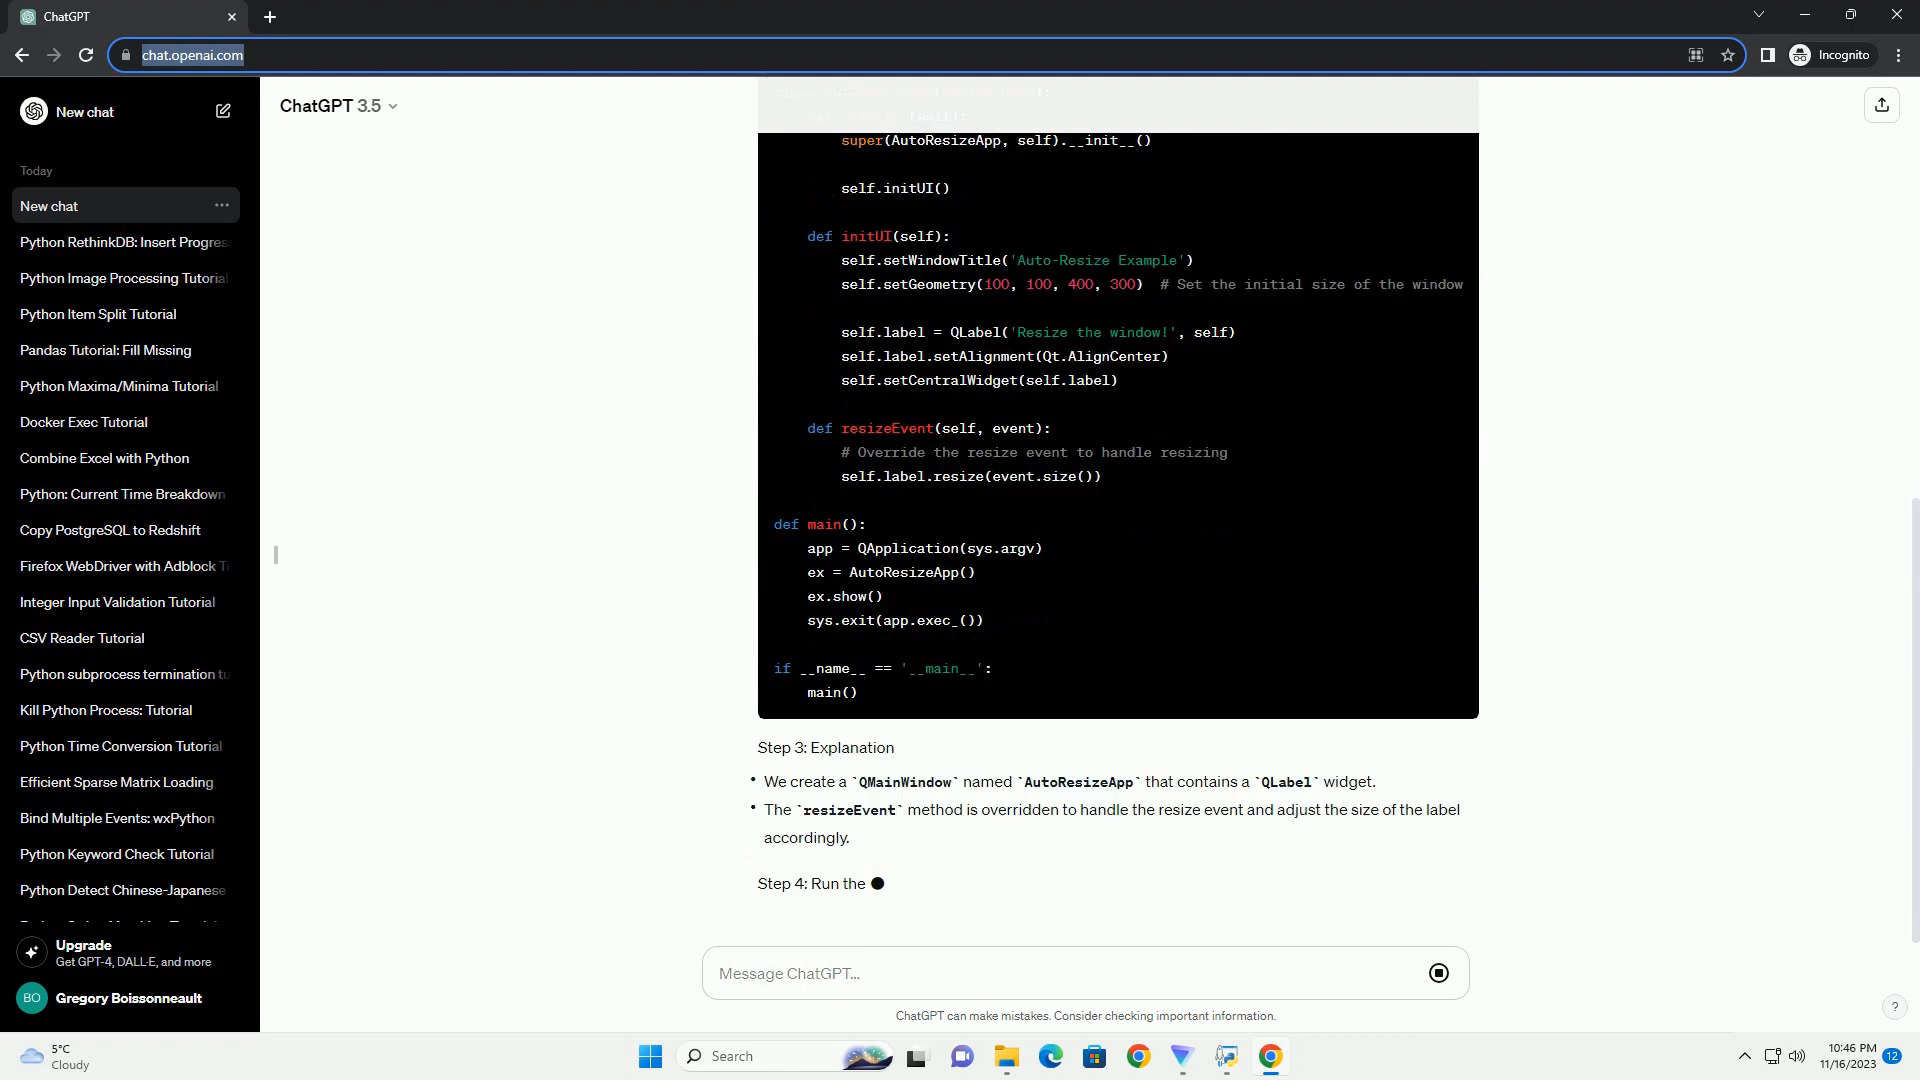 ChatGPT
chat.openai.com
Incognito
New chat
Today
New chat
Python RethinkDB: Insert Progres
Python Image Processing Tutorial
Python Item Split Tutorial
Pandas Tutorial: Fill Missing
Python Maxima/Minima Tutorial
Docker Exec Tutorial
Combine Excel with Python
Python: Current Time Breakdown
Copy PostgreSQL to Redshift
Firefox WebDriver with Adblock T
Integer Input Validation Tutorial
CSV Reader Tutorial
Python subprocess termination tu
Kill Python Process: Tutorial
Python Time Conversion Tutorial
Efficient Sparse Matrix Loading
Bind Multiple Events: wxPython
Python Keyword Check Tutorial
Python Detect Chinese-Japanese
Upgrade
Get GPT-4, DALL·E, and more
BO Gregory Boissonneault
ChatGPT 3.5
super(AutoResizeApp, self).__init__()
self.initUI()
def initUI(self):
self.setWindowTitle('Auto-Resize Example')
self.setGeometry(100, 100, 400, 300)  # Set the initial size of the window
self.label = QLabel('Resize the window!', self)
self.label.setAlignment(Qt.AlignCenter)
self.setCentralWidget(self.label)
def resizeEvent(self, event):
# Override the resize event to handle resizing
self.label.resize(event.size())
def main():
app = QApplication(sys.argv)
ex = AutoResizeApp()
ex.show()
sys.exit(app.exec_())
if __name__ == '__main__':
main()
Step 3: Explanation
• We create a `QMainWindow` named `AutoResizeApp` that contains a `QLabel` widget.
• The `resizeEvent` method is overridden to handle the resize event and adjust the size of the label
accordingly.
Step 4: Run the
Message ChatGPT...
ChatGPT can make mistakes. Consider checking important information.
?
5°C
Cloudy
Search
10:46 PM
11/16/2023
12